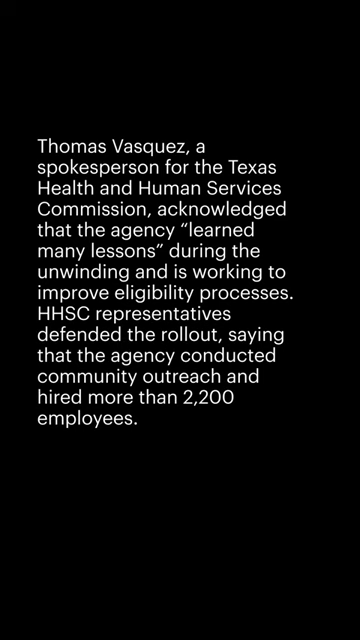 Thomas Vasquez, a
spokesperson for the Texas
Health and Human Services
Commission, acknowledged
that the agency “learned
many lessons” during the
unwinding and is working to
improve eligibility processes.
HHSC representatives
defended the rollout, saying
that the agency conducted
community outreach and
hired more than 2,200
employees.